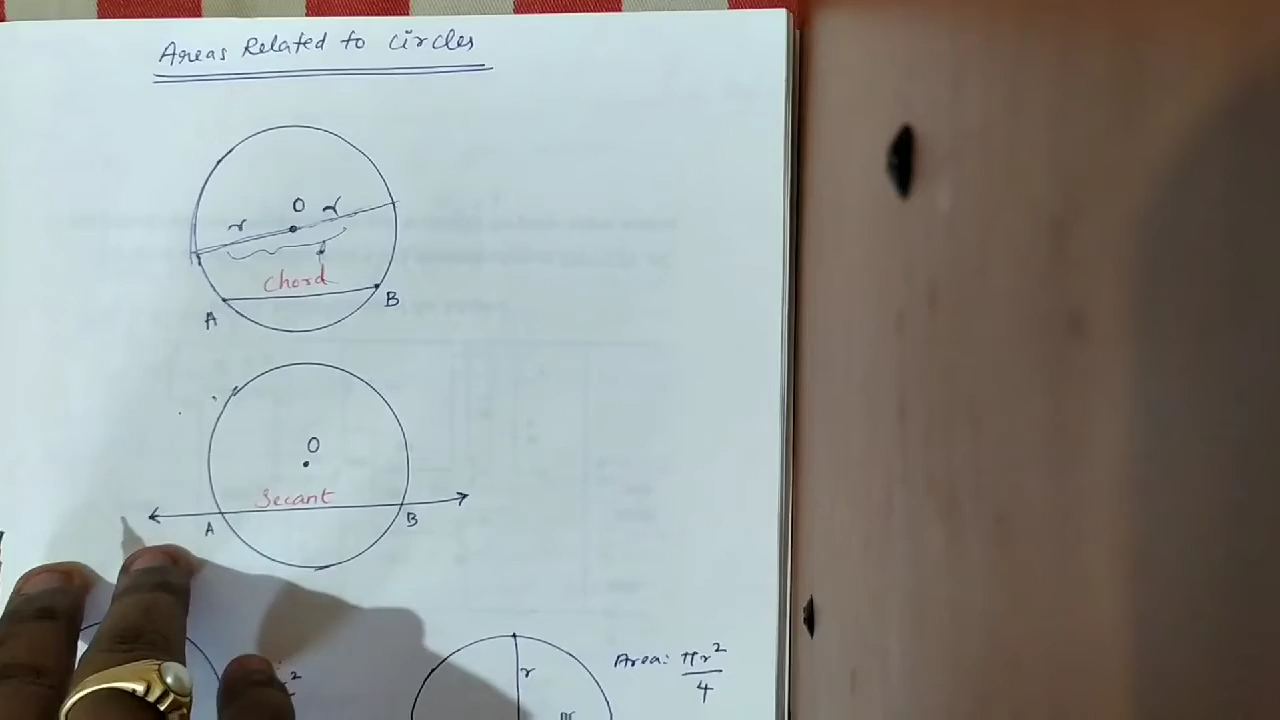 Areas Related to Circles
O
r r
d
Chord
A B
O
Secant
A B
r
Area: πr²/4